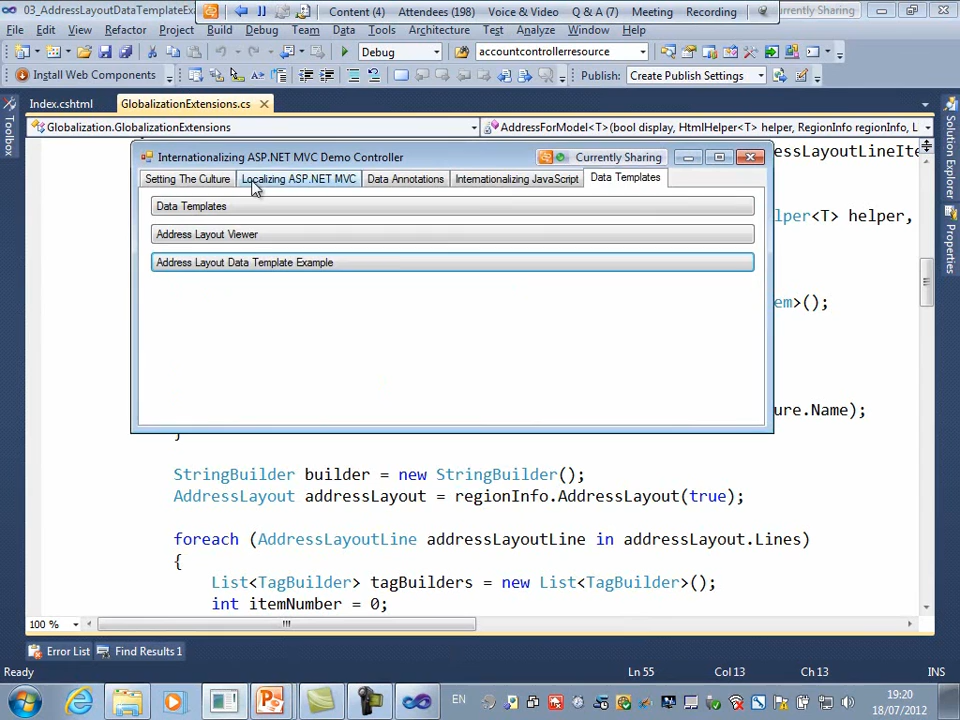 03_AddressLayoutDataTemplateEx
Content (4) Attendees (198) Voice & Video Q & A (7) Meeting Recording
urrently Sharing
File Edit View Refactor Project Build Debug Team Data Tools Architecture Test Analyze Window Help
Debug accountcontrollerresource
Install Web Components Publish: Create Publish Settings
Toolbox
Index.cshtml GlobalizationExtensions.cs
Globalization.GlobalizationExtensions AddressForModel<T>(bool display, HtmlHelper<T> helper, RegionInfo regionInfo, L
Solution Explorer
Properties
Internationalizing ASP.NET MVC Demo Controller Currently Sharing
Setting The Culture Localizing ASP.NET MVC Data Annotations Internationalizing JavaScript Data Templates
Data Templates
Address Layout Viewer
Address Layout Data Template Example
essLayoutLineIte
lper<T> helper,
em>();
ure.Name);
}
StringBuilder builder = new StringBuilder();
AddressLayout addressLayout = regionInfo.AddressLayout(true);
foreach (AddressLayoutLine addressLayoutLine in addressLayout.Lines)
{
List<TagBuilder> tagBuilders = new List<TagBuilder>();
int itemNumber = 0;
100 %
Error List Find Results 1
Ready Ln 55 Col 13 Ch 13 INS
EN 19:20
18/07/2012